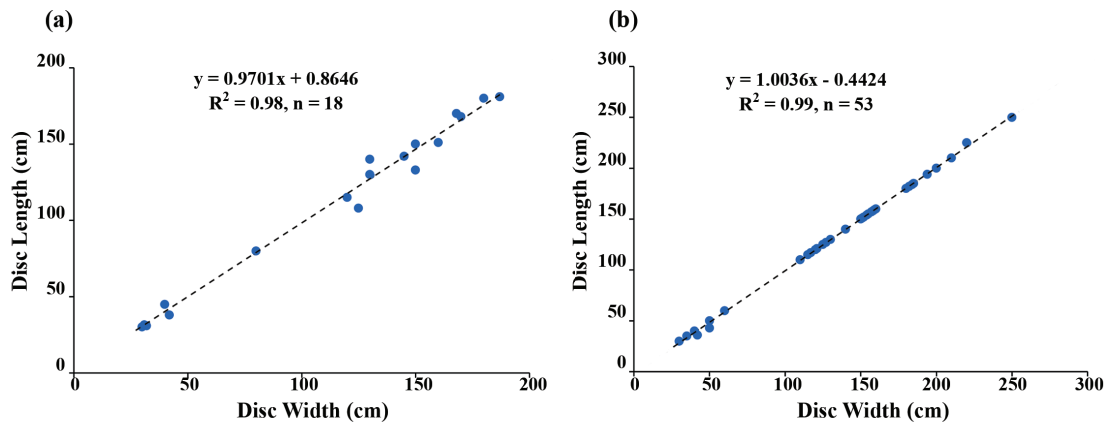 (a)
y = 0.9701x + 0.8646
R² = 0.98, n = 18
200
150
100
50
0
Disc Length (cm)
0 50 100 150 200
Disc Width (cm)
(b)
y = 1.0036x - 0.4424
R² = 0.99, n = 53
300
250
200
150
100
50
0
Disc Length (cm)
0 50 100 150 200 250 300
Disc Width (cm)